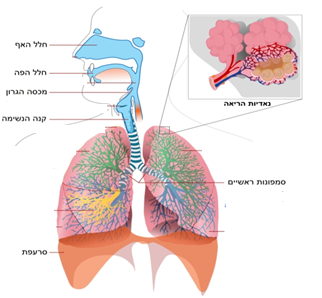 חלל האף
חלל הפה
מכסה הגרון
קנה הנשימה
נאדיות הריאה
סמפונות ראשיים
סרעפת